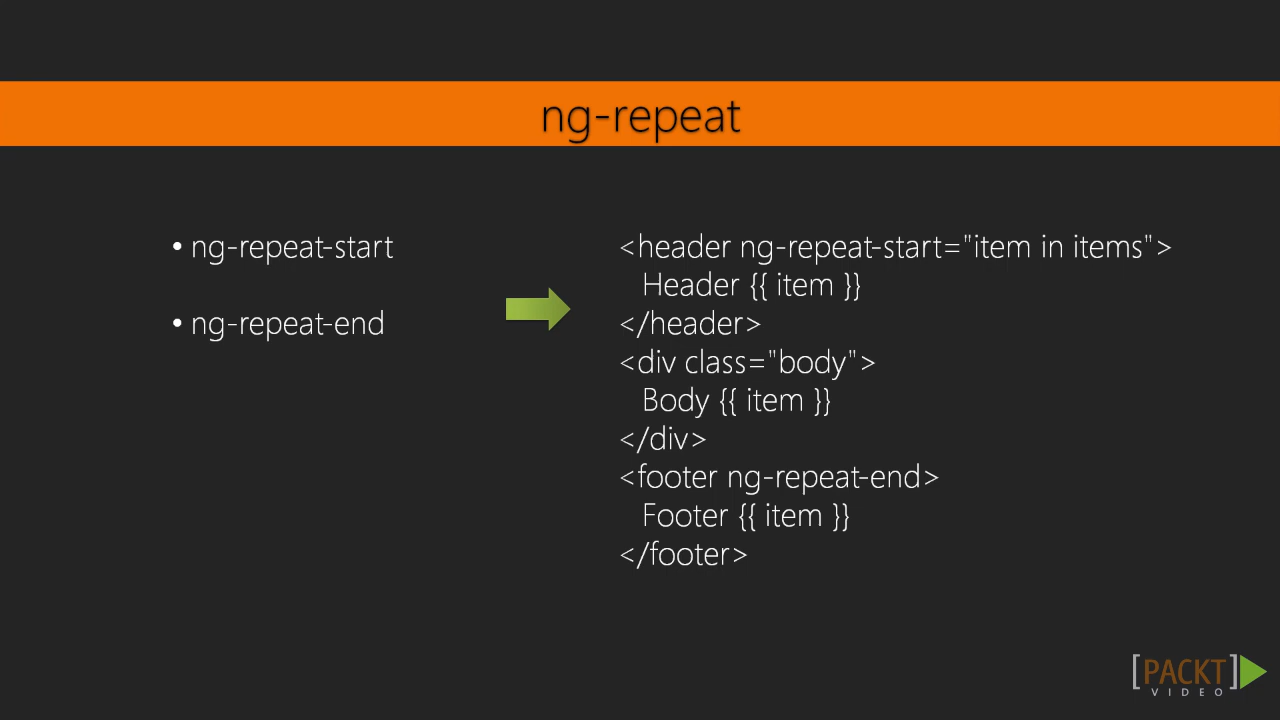 ng-repeat
• ng-repeat-start
• ng-repeat-end
<header ng-repeat-start="item in items">
Header {{ item }}
</header>
<div class="body">
Body {{ item }}
</div>
<footer ng-repeat-end>
Footer {{ item }}
</footer>
[PACKT]
VIDEO